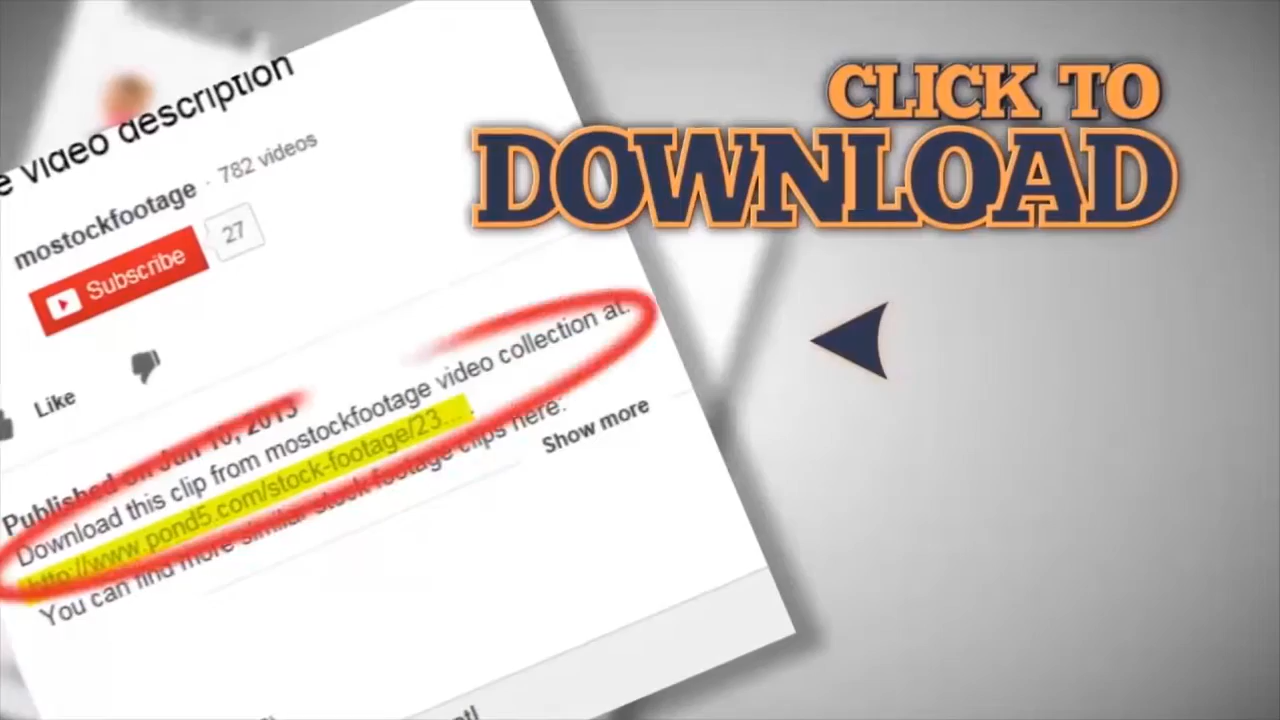 CLICK TO
DOWNLOAD
e video description
mostockfootage · 782 videos
Subscribe
27
Like
Published on Jun 10, 2013
Download this clip from mostockfootage video collection at:
http://www.pond5.com/stock-footage/23... .
You can find more similar stock footage clips here:
Show more